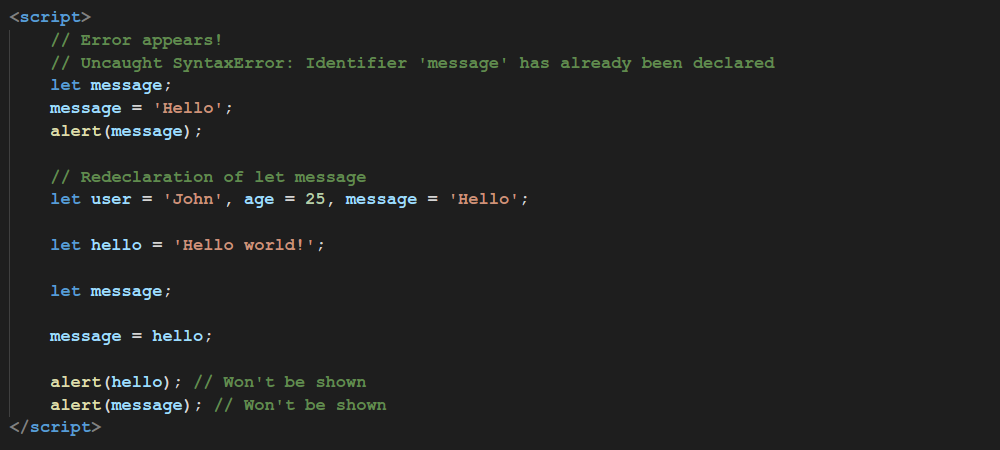 <script>
// Error appears!
// Uncaught SyntaxError: Identifier 'message' has already been declared
let message;
message = 'Hello';
alert(message);
// Redeclaration of let message
let user = 'John', age = 25, message = 'Hello';
let hello = 'Hello world!';
let message;
message = hello;
alert(hello); // Won't be shown
alert(message); // Won't be shown
</script>